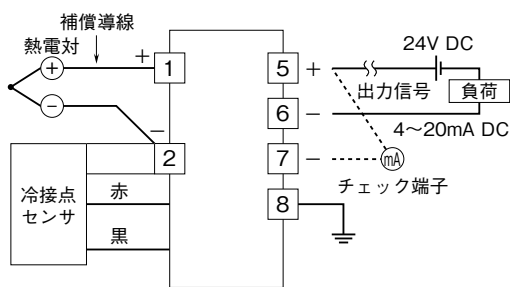 補償導線
熱電対
+
−
+
−
1
2
冷接点
センサ
赤
黒
5
6
7
8
+
−
−
24V DC
出力信号
負荷
4～20mA DC
mA
チェック端子